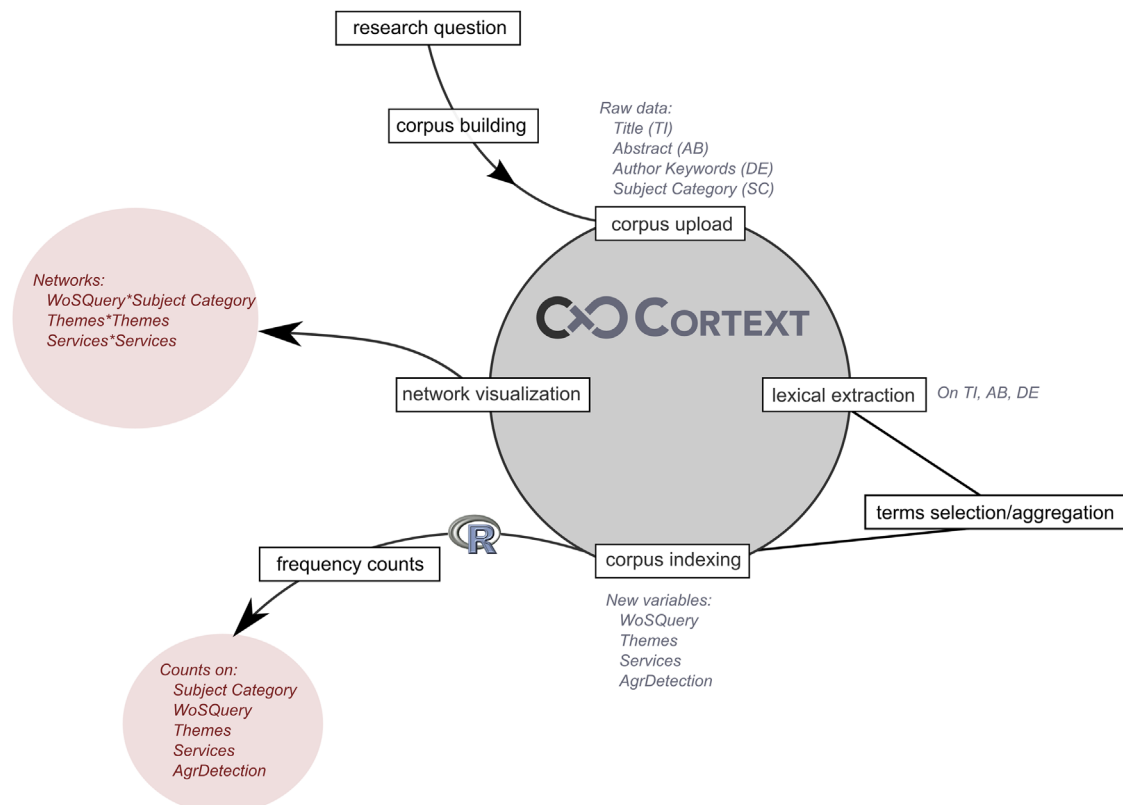 research question
corpus building
Raw data:
Title (TI)
Abstract (AB)
Author Keywords (DE)
Subject Category (SC)
corpus upload
CORTEXT
Networks:
WoSQuery*Subject Category
Themes*Themes
Services*Services
network visualization
lexical extraction
On TI, AB, DE
terms selection/aggregation
R
frequency counts
corpus indexing
New variables:
WoSQuery
Themes
Services
AgrDetection
Counts on:
Subject Category
WoSQuery
Themes
Services
AgrDetection